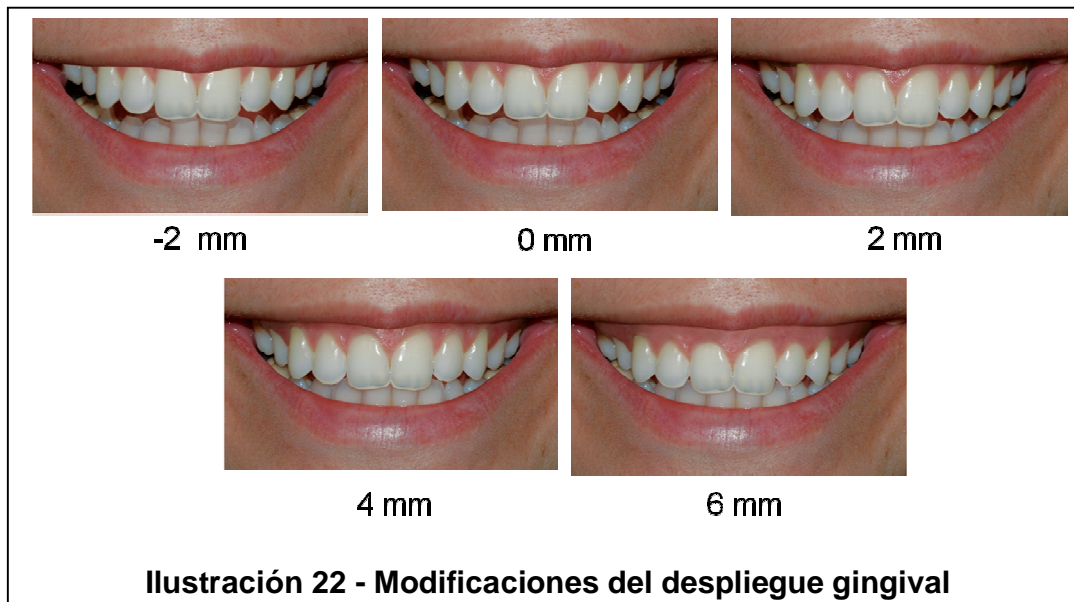 -2 mm
0 mm
2 mm
4 mm
6 mm
Ilustración 22 - Modificaciones del despliegue gingival